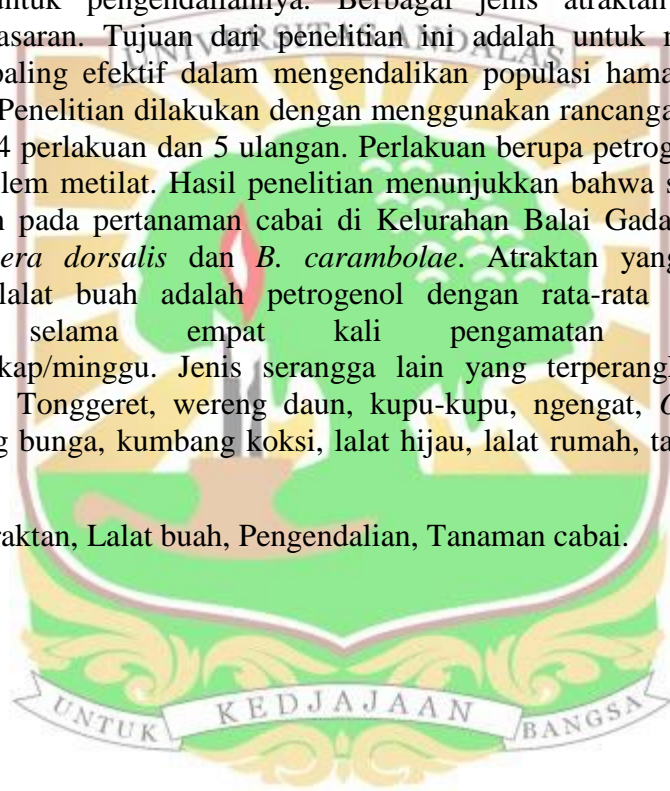 untuk pengendaliannya. Berbagai jenis atraktan
asaran. Tujuan dari penelitian ini adalah untuk
UNIVERSITAS ANDALAS
paling efektif dalam mengendalikan populasi hama
Penelitian dilakukan dengan menggunakan rancanga
4 perlakuan dan 5 ulangan. Perlakuan berupa petrog
lem metilat. Hasil penelitian menunjukkan bahwa
pada pertanaman cabai di Kelurahan Balai Gada
era dorsalis dan B. carambolae. Atraktan yang
lalat buah adalah petrogenol dengan rata-rata
selama empat kali pengamatan
kap/minggu. Jenis serangga lain yang terperangl
Tonggeret, wereng daun, kupu-kupu, ngengat,
g bunga, kumbang koksi, lalat hijau, lalat rumah, ta
raktan, Lalat buah, Pengendalian, Tanaman cabai.
UNTUK KEDJAJAAN BANGSA